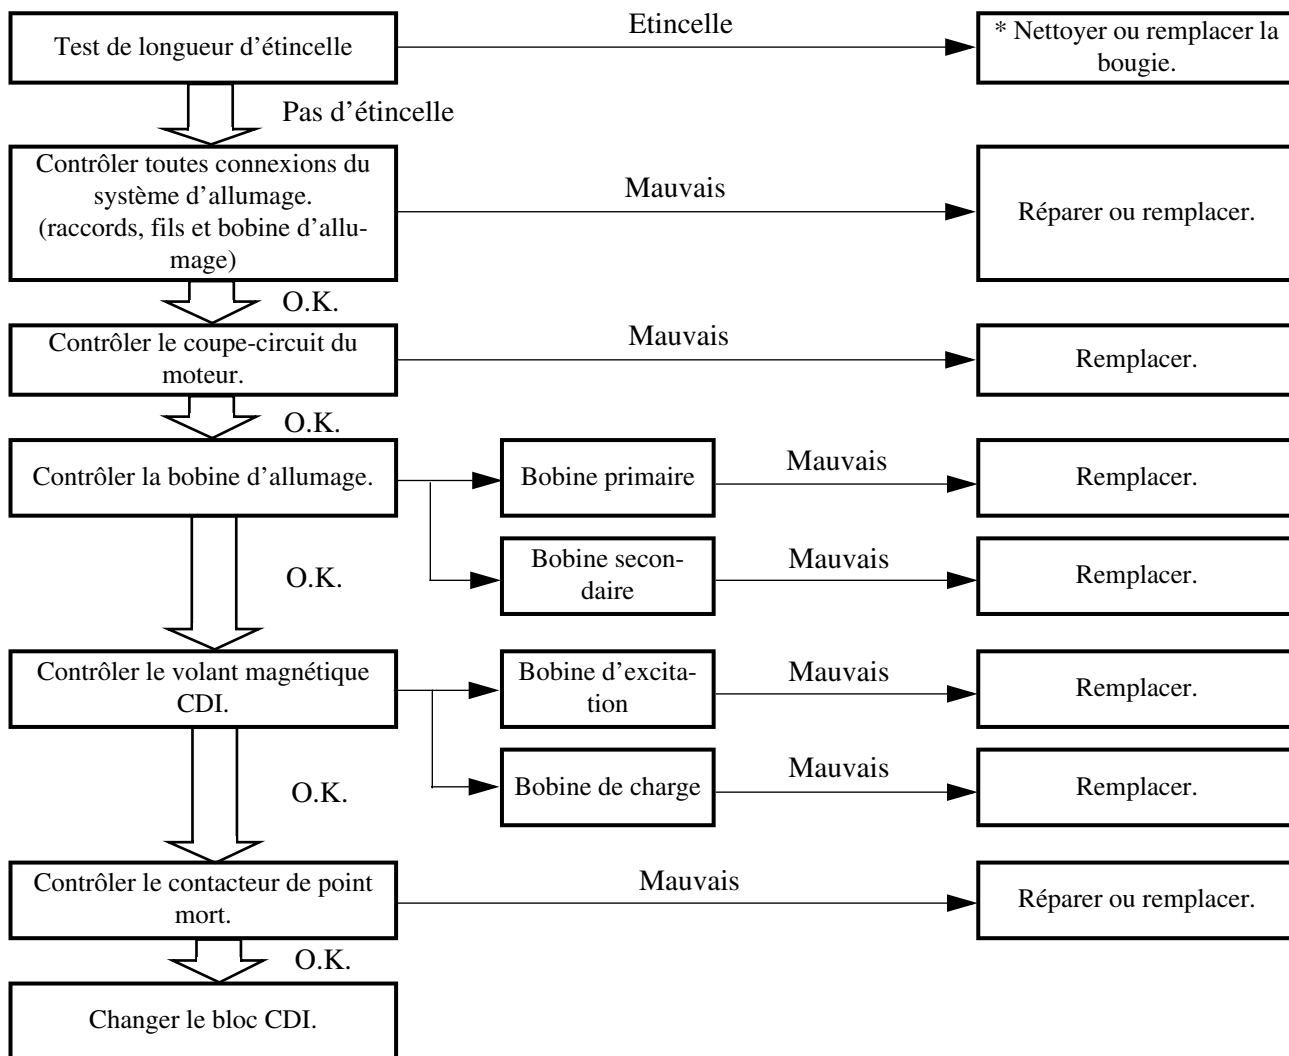 Test de longueur d’étincelle
Etincelle
* Nettoyer ou remplacer la
bougie.
Pas d’étincelle
Contrôler toutes connexions du
système d’allumage.
(raccords, fils et bobine d’allu-
mage)
Mauvais
Réparer ou remplacer.
O.K.
Contrôler le coupe-circuit du
moteur.
Mauvais
Remplacer.
O.K.
Contrôler la bobine d’allumage.
Bobine primaire
Mauvais
Remplacer.
O.K.
Bobine secon-
daire
Mauvais
Remplacer.
Contrôler le volant magnétique
CDI.
Bobine d’excita-
tion
Mauvais
Remplacer.
O.K.
Bobine de charge
Mauvais
Remplacer.
Contrôler le contacteur de point
mort.
Mauvais
Réparer ou remplacer.
O.K.
Changer le bloc CDI.